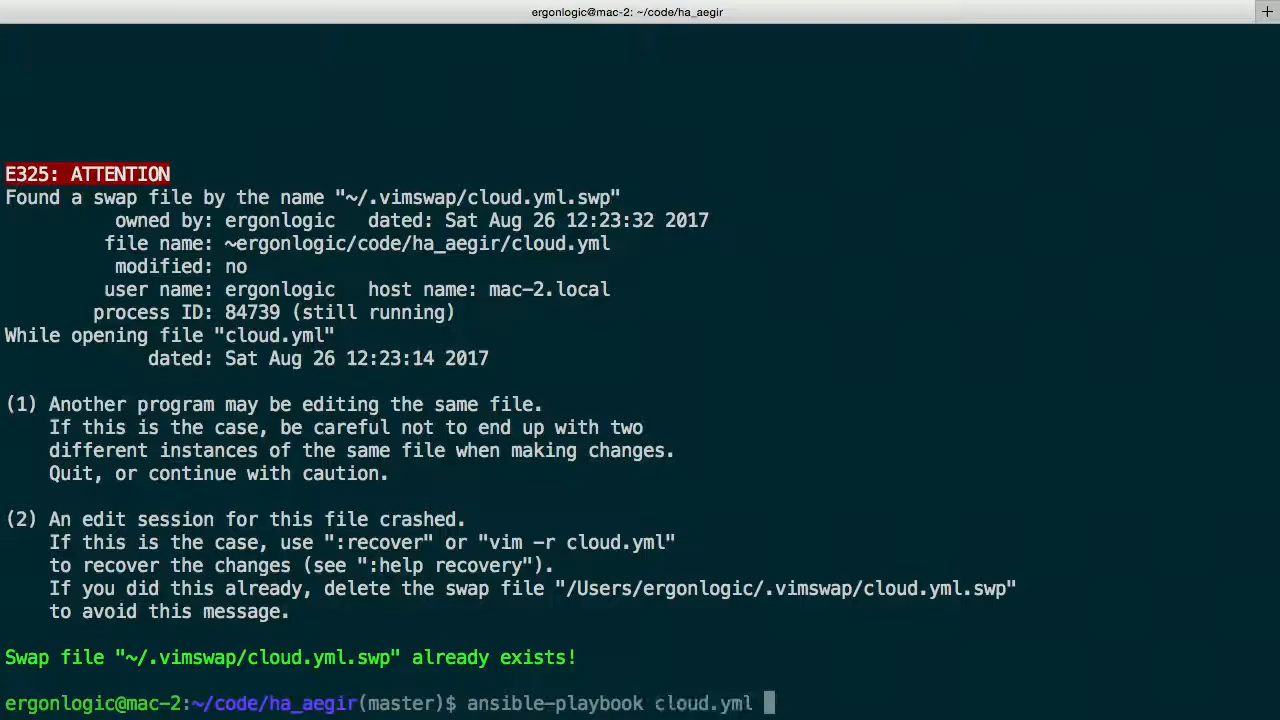 ergonlogic@mac-2: ~/code/ha_aegir
+
E325: ATTENTION
Found a swap file by the name "~/.vimswap/cloud.yml.swp"
owned by: ergonlogic   dated: Sat Aug 26 12:23:32 2017
file name: ~ergonlogic/code/ha_aegir/cloud.yml
modified: no
user name: ergonlogic   host name: mac-2.local
process ID: 84739 (still running)
While opening file "cloud.yml"
dated: Sat Aug 26 12:23:14 2017
(1) Another program may be editing the same file.
If this is the case, be careful not to end up with two
different instances of the same file when making changes.
Quit, or continue with caution.
(2) An edit session for this file crashed.
If this is the case, use ":recover" or "vim -r cloud.yml"
to recover the changes (see ":help recovery").
If you did this already, delete the swap file "/Users/ergonlogic/.vimswap/cloud.yml.swp"
to avoid this message.
Swap file "~/.vimswap/cloud.yml.swp" already exists!
ergonlogic@mac-2:~/code/ha_aegir(master)$ ansible-playbook cloud.yml